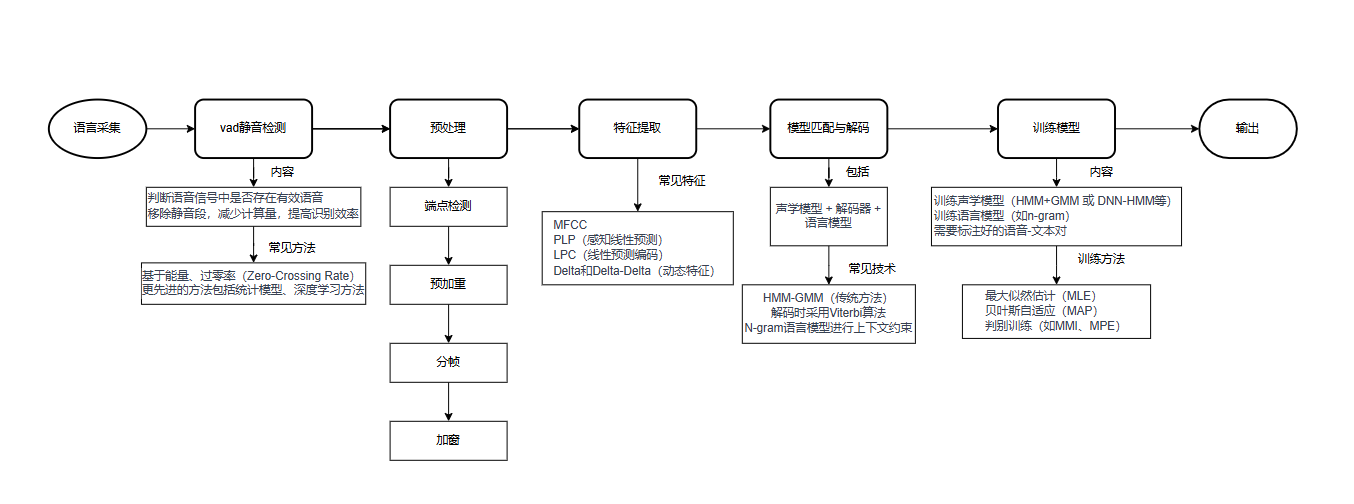 语言采集
vad静音检测
预处理
特征提取
模型匹配与解码
训练模型
输出
内容
判断语音信号中是否存在有效语音
移除静音段，减少计算量，提高识别效率
常见方法
基于能量、过零率（Zero-Crossing Rate）
更先进的方法包括统计模型、深度学习方法
端点检测
预加重
分帧
加窗
常见特征
MFCC
PLP（感知线性预测）
LPC（线性预测编码）
Delta和Delta-Delta（动态特征）
包括
声学模型 + 解码器 +
语言模型
常见技术
HMM-GMM（传统方法）
解码时采用Viterbi算法
N-gram语言模型进行上下文约束
内容
训练声学模型（HMM+GMM 或 DNN-HMM等）
训练语言模型（如n-gram）
需要标注好的语音-文本对
训练方法
最大似然估计（MLE）
贝叶斯自适应（MAP）
判别训练（如MMI、MPE）